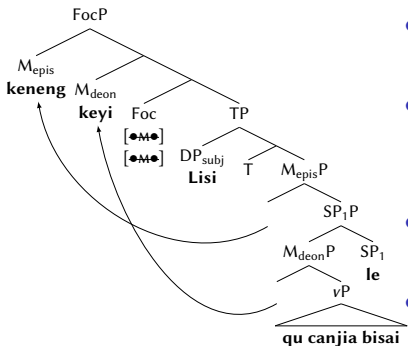 FocP
M_epis
keneng
M_deon
keyi
Foc
[•M•]
[•M•]
TP
DP_subj
Lisi
T
M_episP
SP_1P
M_deonP
SP_1
le
vP
qu canjia bisai